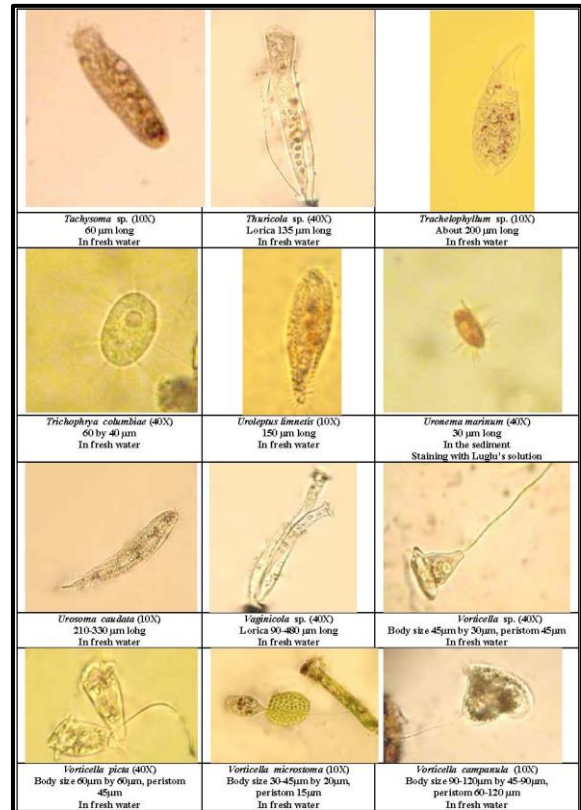 Tachysoma sp. (10X)
60 µm long
In fresh water
Thuricola sp. (40X)
Lorica 135 µm long
In fresh water
Trachelophyllum sp. (10X)
About 200 µm long
In fresh water
Trichophrya columbiae (40X)
60 by 40 µm
In fresh water
Uroleptus limnetis (10X)
150 µm long
In fresh water
Uronema marinum (40X)
30 µm long
In the sediment
Staining with Luglu's solution
Urosoma caudata (10X)
210-330 µm long
In fresh water
Vaginicola sp. (40X)
Lorica 90-480 µm long
In fresh water
Vorticella sp. (40X)
Body size 45µm by 30µm, peristom 45µm
In fresh water
Vorticella picta (40X)
Body size 60µm by 60µm, peristom
45µm
In fresh water
Vorticella microstoma (10X)
Body size 30-45µm by 20µm,
peristom 15µm
In fresh water
Vorticella campanula (10X)
Body size 90-120µm by 45-90µm,
peristom 60-120 µm
In fresh water